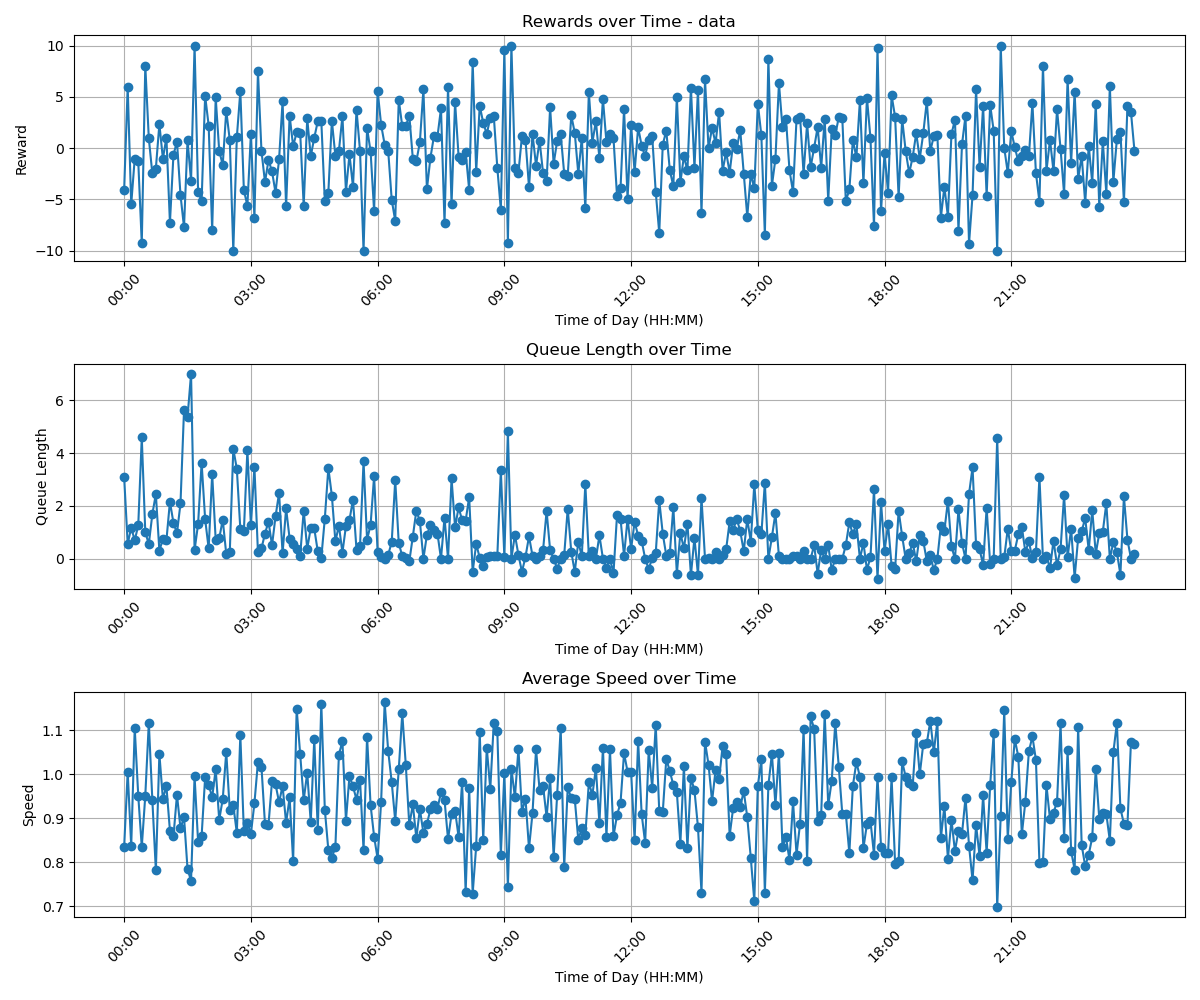 Rewards over Time - data
10
5
0
−5
−10
Reward
00:00 03:00 06:00 09:00 12:00 15:00 18:00 21:00
Time of Day (HH:MM)
Queue Length over Time
6
4
2
0
Queue Length
00:00 03:00 06:00 09:00 12:00 15:00 18:00 21:00
Time of Day (HH:MM)
Average Speed over Time
1.1
1.0
0.9
0.8
0.7
Speed
00:00 03:00 06:00 09:00 12:00 15:00 18:00 21:00
Time of Day (HH:MM)